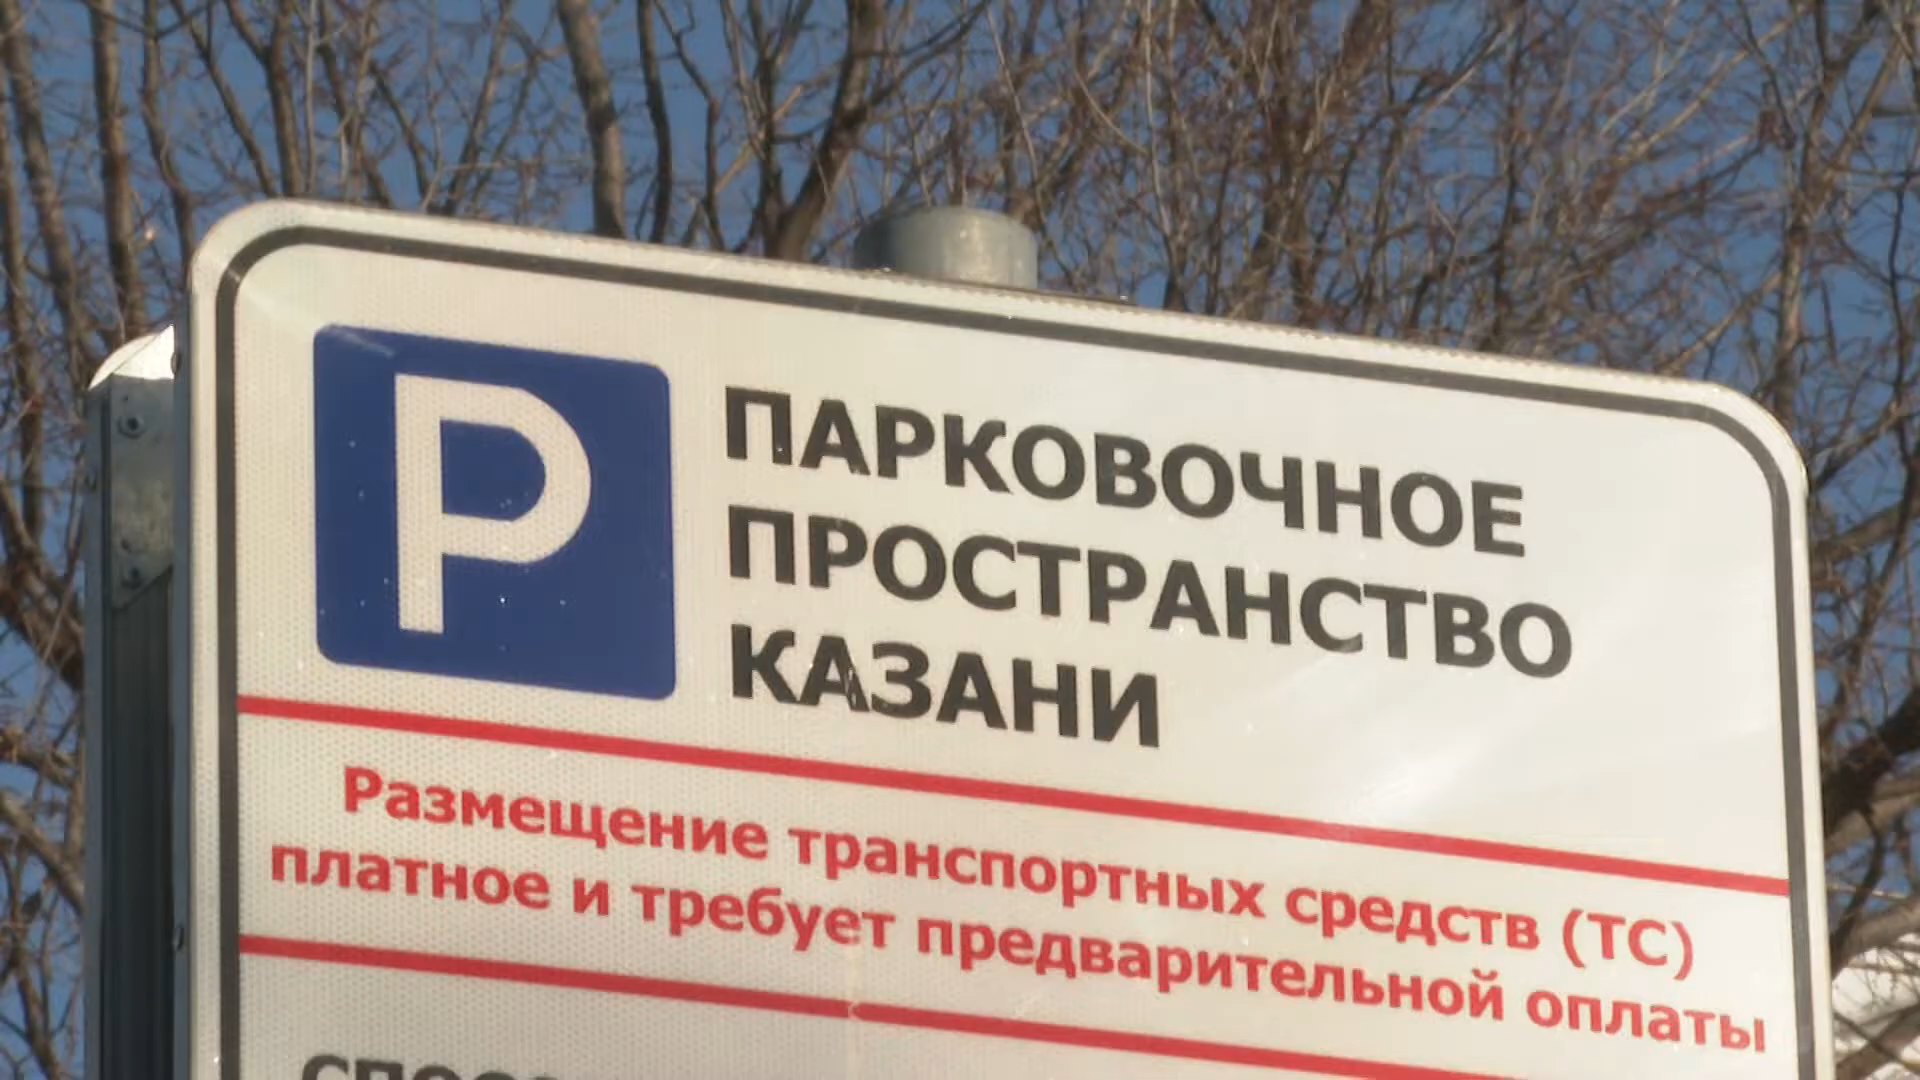 P
ПАРКОВОЧНОЕ
ПРОСТРАНСТВО
КАЗАНИ
Размещение транспортных средств (ТС)
платное и требует предварительной оплаты